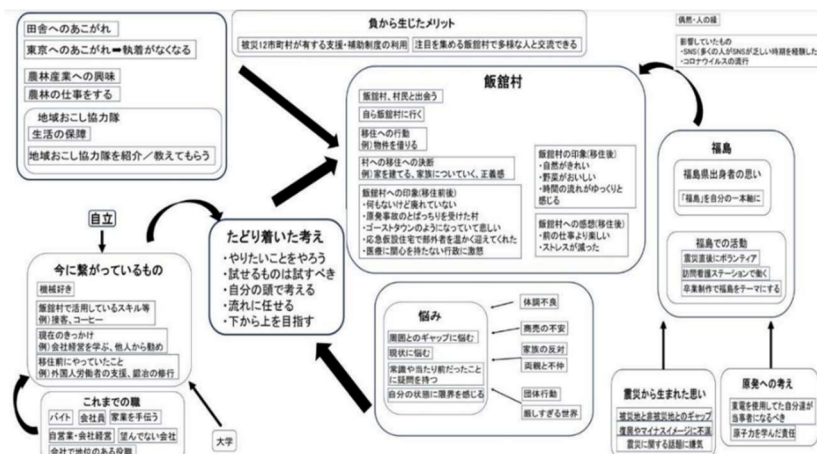 田舎へのあこがれ
東京へのあこがれ➡執着がなくなる
農林産業への興味
農林の仕事をする
地域おこし協力隊
生活の保障
地域おこし協力隊を紹介／教えてもらう
負から生じたメリット
被災12市町村が有する支援・補助制度の利用
注目を集める飯舘村で多様な人と交流できる
偶然・人の縁
影響していたもの
・SNS(多くの人がSNSが乏しい時期を経験した
・コロナウイルスの流行
飯舘村
飯舘村、村民と出会う
自ら飯舘村に行く
移住への行動
例)物件を借りる
村への移住への決断
例)家を建てる、家族についていく、正義感
飯舘村への印象(移住前後)
・何もないけど廃れていない
・原発事故のとばっちりを受けた村
・ゴーストタウンのようになっていて悲しい
・応急仮設住宅で部外者を温かく迎えてくれた
・医療に関心を持たない行政に激怒
飯舘村の印象(移住後)
・自然がきれい
・野菜がおいしい
・時間の流れがゆっくりと
感じる
飯舘村への感想(移住後)
・前の仕事より楽しい
・ストレスが減った
福島
福島県出身者の思い
「福島」を自分の一本軸に
福島での活動
震災直後にボランティア
訪問看護ステーションで働く
卒業制作で福島をテーマにする
自立
今に繋がっているもの
機械好き
飯舘村で活用しているスキル等
例)接客、コーヒー
現在のきっかけ
例)会社経営を学ぶ、他人から勧め
移住前にやっていたこと
例)外国人労働者の支援、鍛治の修行
たどり着いた考え
・やりたいことをやろう
・試せるものは試すべき
・自分の頭で考える
・流れに任せる
・下から上を目指す
悩み
周囲とのギャップに悩む
現状に悩む
常識や当たり前だったこと
に疑問を持つ
自分の状態に限界を感じる
体調不良
商売の不安
家族の反対
両親と不仲
団体行動
厳しすぎる世界
これまでの職
バイト
会社員
家業を手伝う
自営業・会社経営
望んでない会社
会社で地位のある役職
大学
震災から生まれた思い
被災地と非被災地とのギャップ
復興やマイナスイメージに不満
震災に関する話題に嫌気
原発への考え
東電を使用してた自分達が
当事者になるべき
原子力を学んだ責任